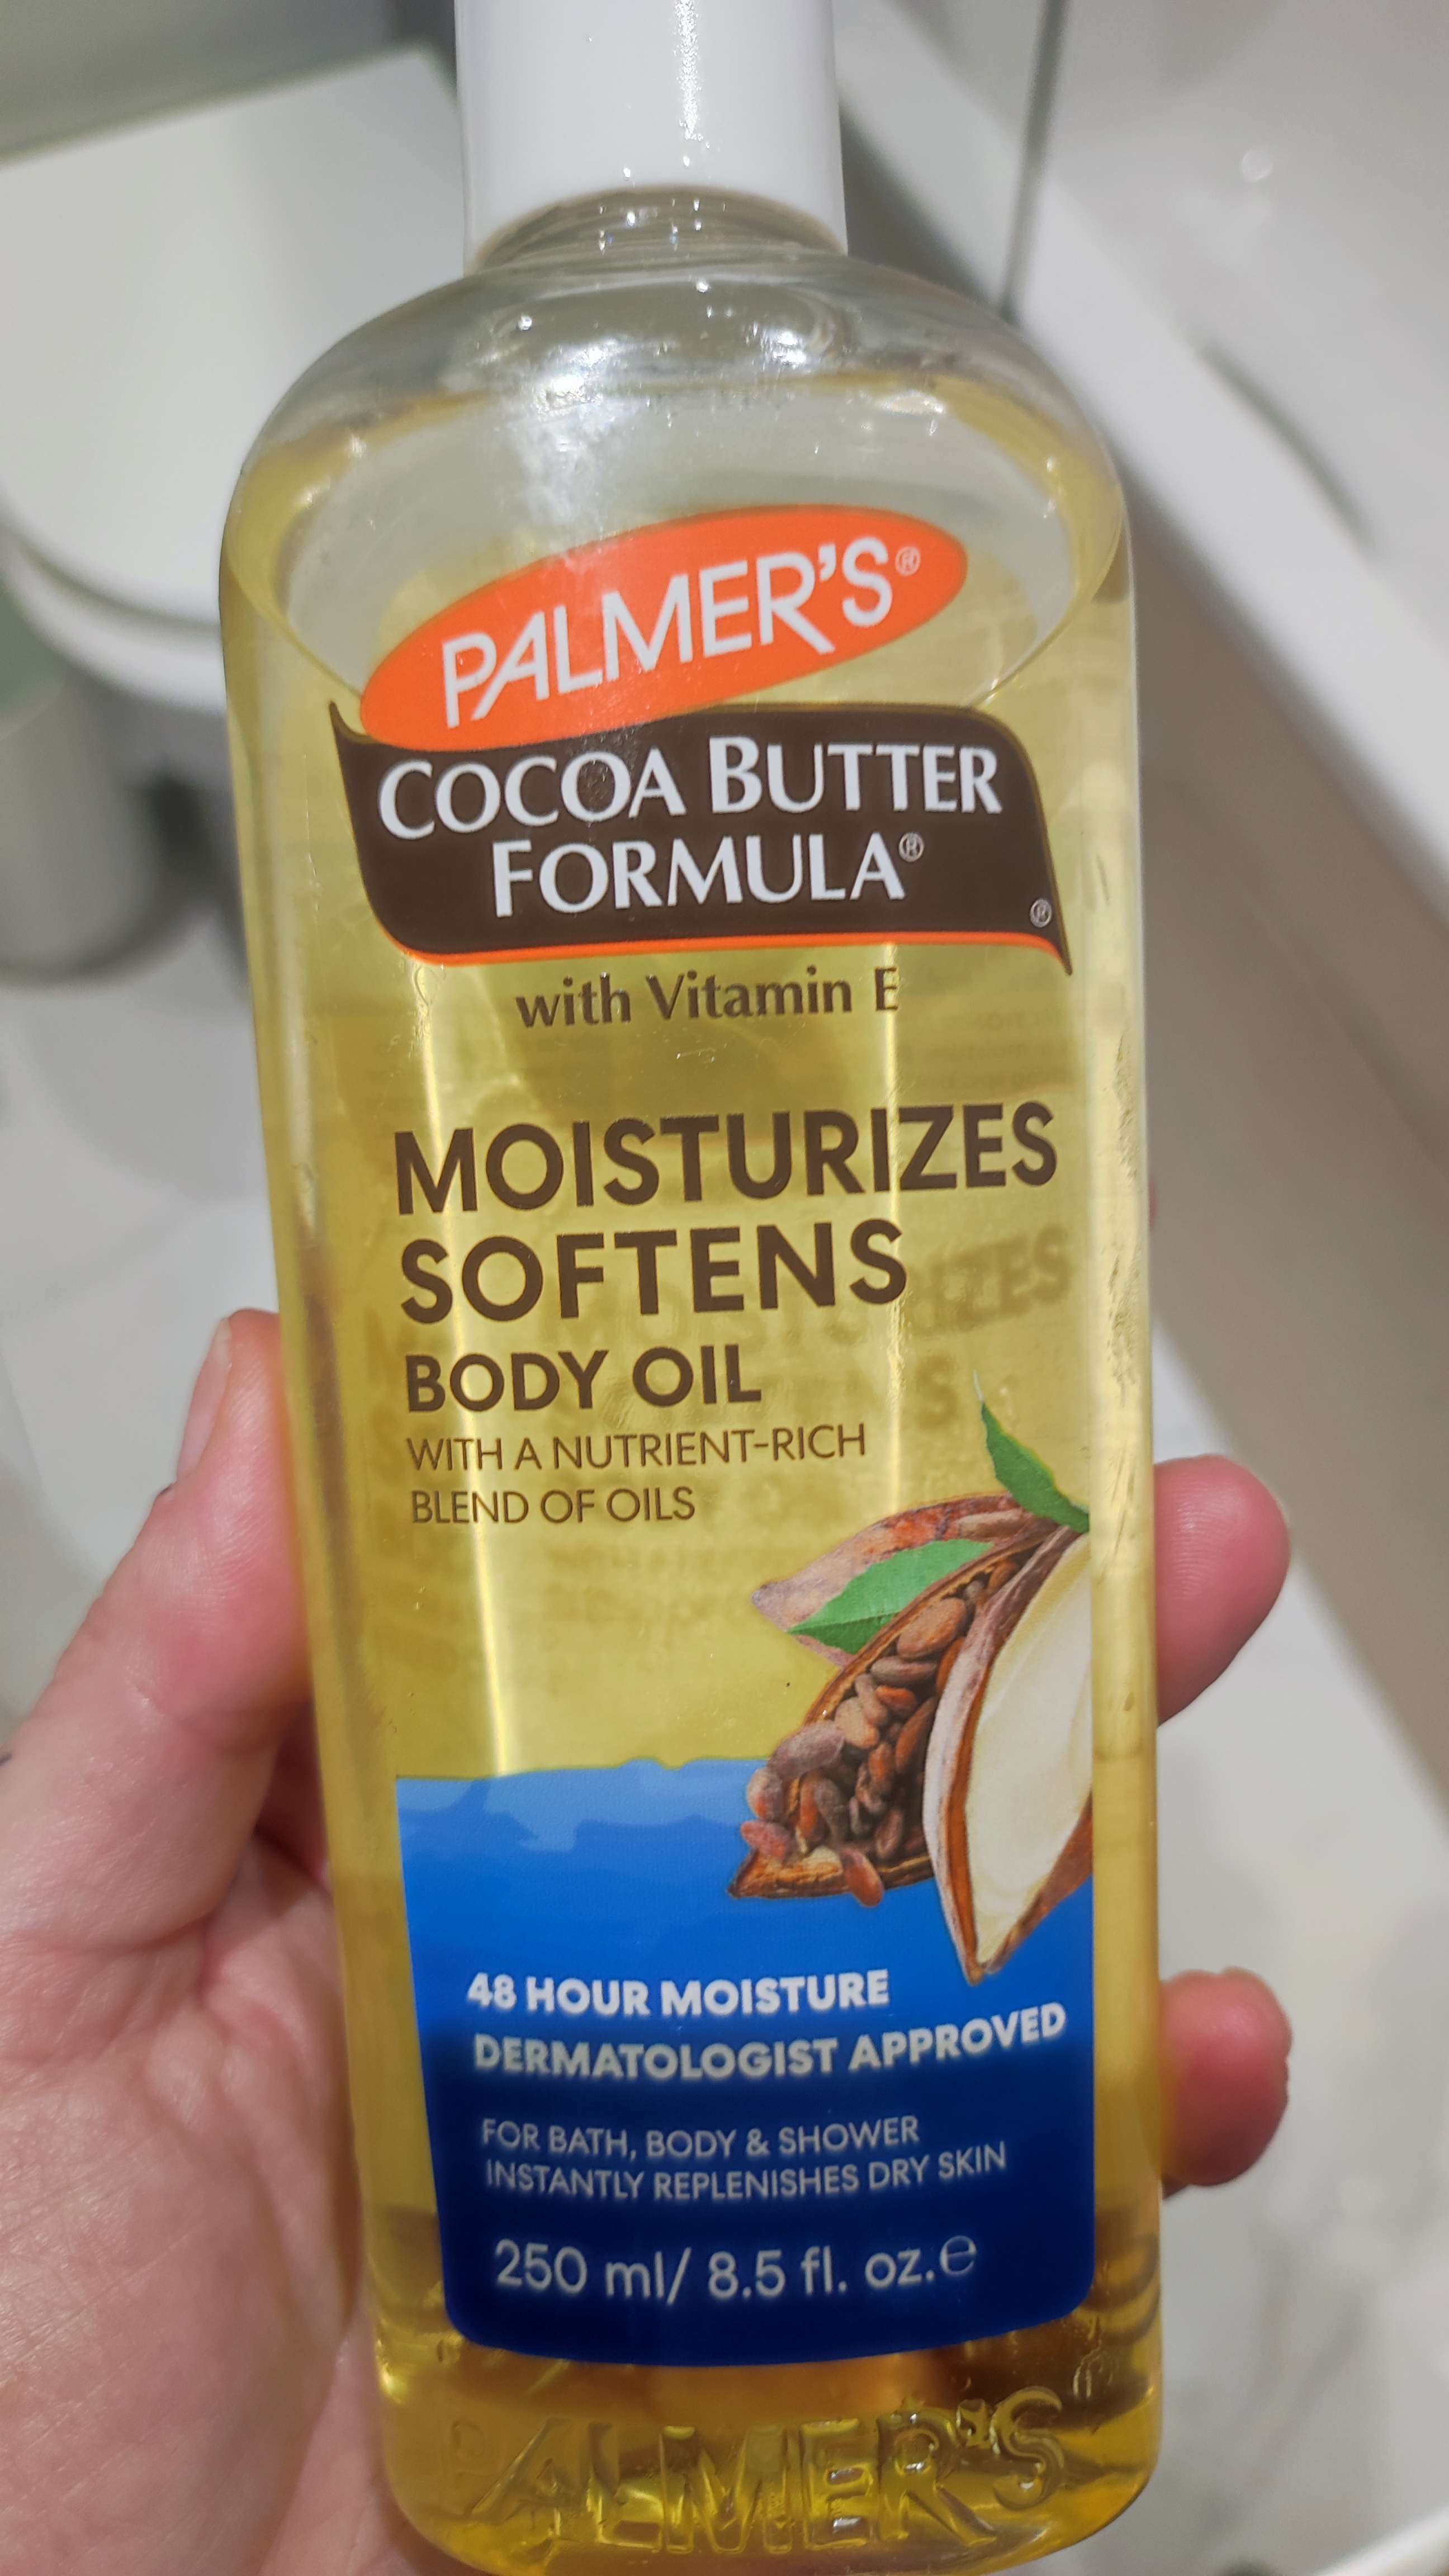 PALMER'S®
COCOA BUTTER
FORMULA®
®
with Vitamin E
MOISTURIZES
SOFTENS
BODY OIL
WITH A NUTRIENT-RICH
BLEND OF OILS
48 HOUR MOISTURE
DERMATOLOGIST APPROVED
FOR BATH, BODY & SHOWER
INSTANTLY REPLENISHES DRY SKIN
250 ml/ 8.5 fl. oz.℮
PALMER'S